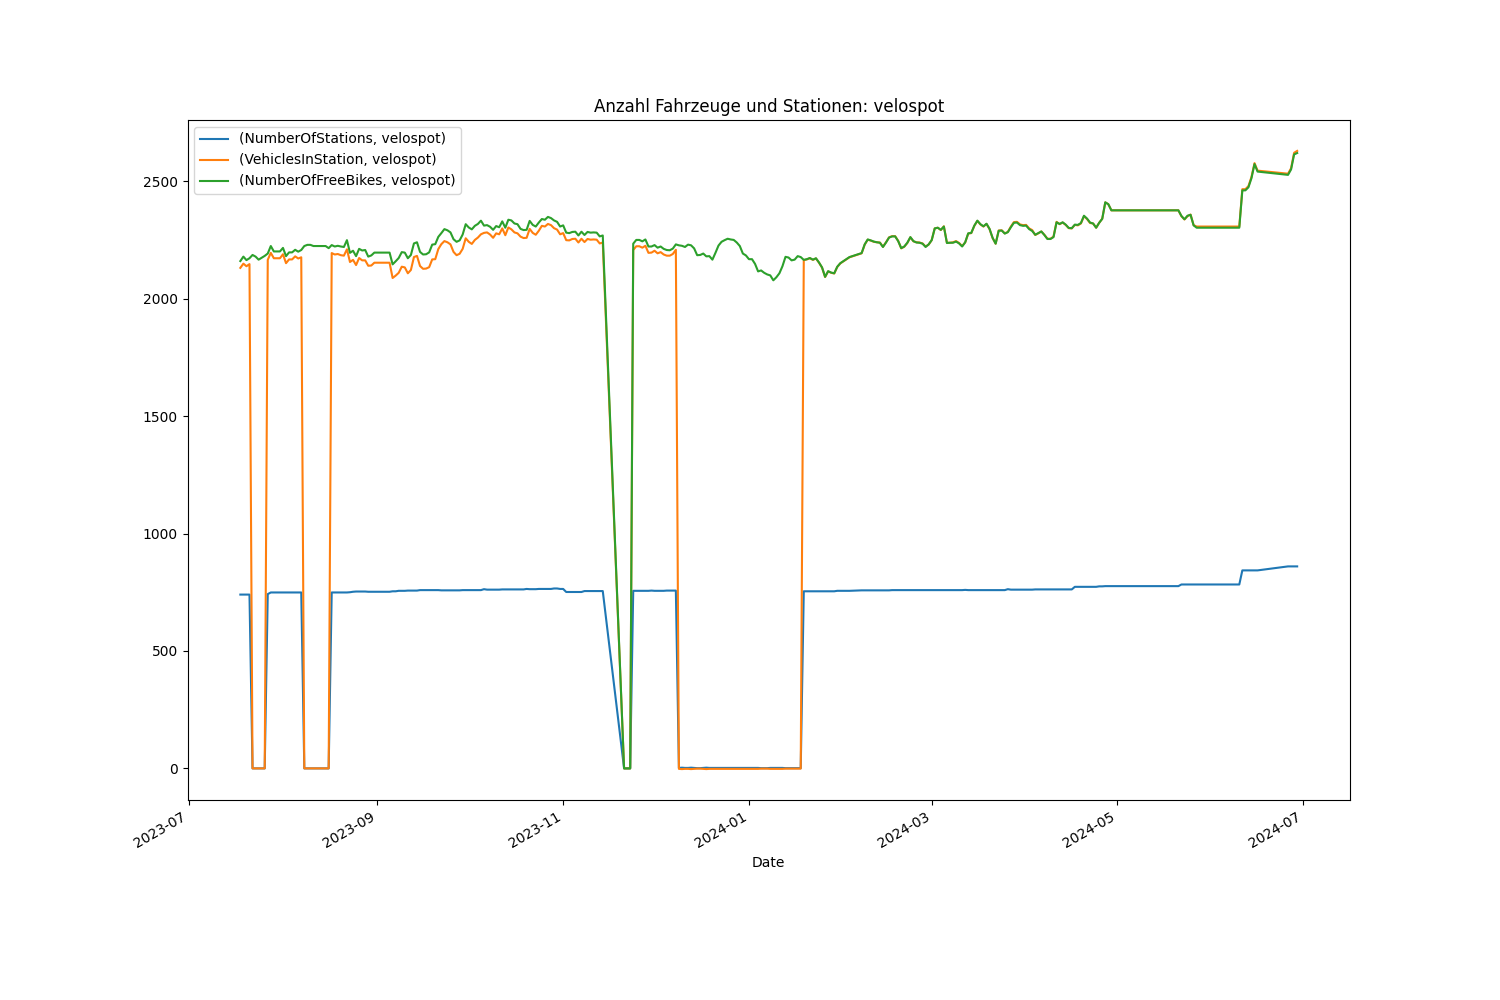 Anzahl Fahrzeuge und Stationen: velospot
(NumberOfStations, velospot)
(VehiclesInStation, velospot)
(NumberOfFreeBikes, velospot)
2500
2000
1500
1000
500
0
2023-07
2023-09
2023-11
2024-01
2024-03
2024-05
2024-07
Date